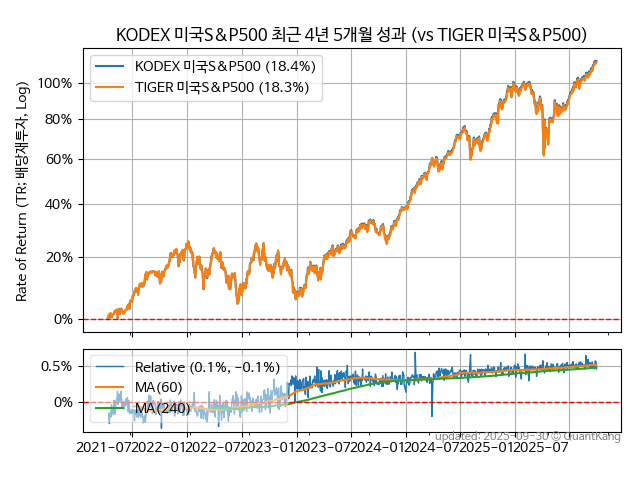 KODEX 미국S&P500 최근 4년 5개월 성과 (vs TIGER 미국S&P500)
KODEX 미국S&P500 (18.4%)
TIGER 미국S&P500 (18.3%)
Rate of Return (TR: 배당재투자, Log)
100%
80%
60%
40%
20%
0%
0.5%
0%
Relative (0.1%, -0.1%)
MA(60)
MA(240)
2021-07
2022-01
2022-07
2023-01
2023-07
2024-01
2024-07
2025-01
2025-07
updated: 2025-09-30 © QuantKang